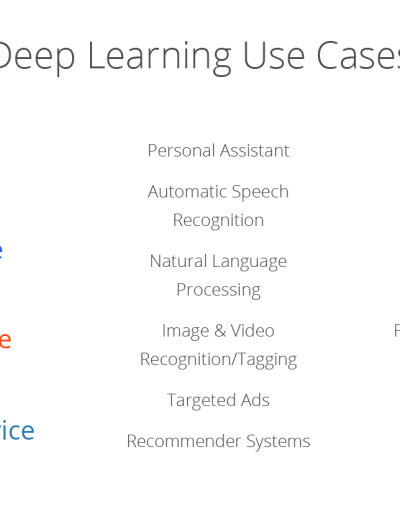 Deep Learning Use Cases
Personal Assistant
Automatic Speech
Recognition
e
Natural Language
Processing
Image & Video
Recognition/Tagging
e
Targeted Ads
ice
Recommender Systems